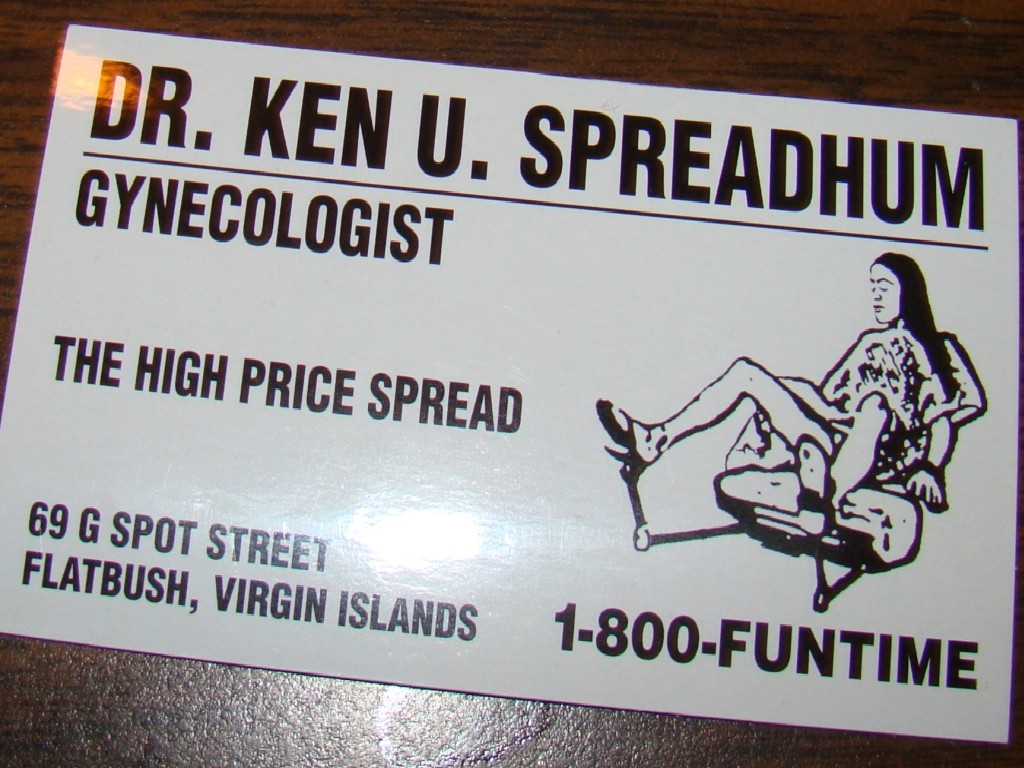 DR. KEN U. SPREADHUM
GYNECOLOGIST
THE HIGH PRICE SPREAD
69 G SPOT STREET
FLATBUSH, VIRGIN ISLANDS
1-800-FUNTIME